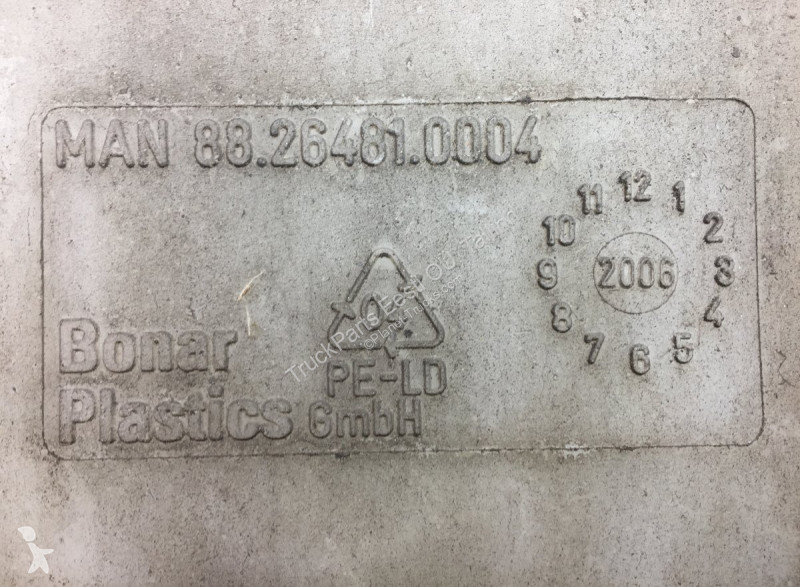 MAN 88.26481.0004
11 12 1
10 2
9 2006 3
8 4
7 6 5
PE-LD
Bonar
Plastics GmbH